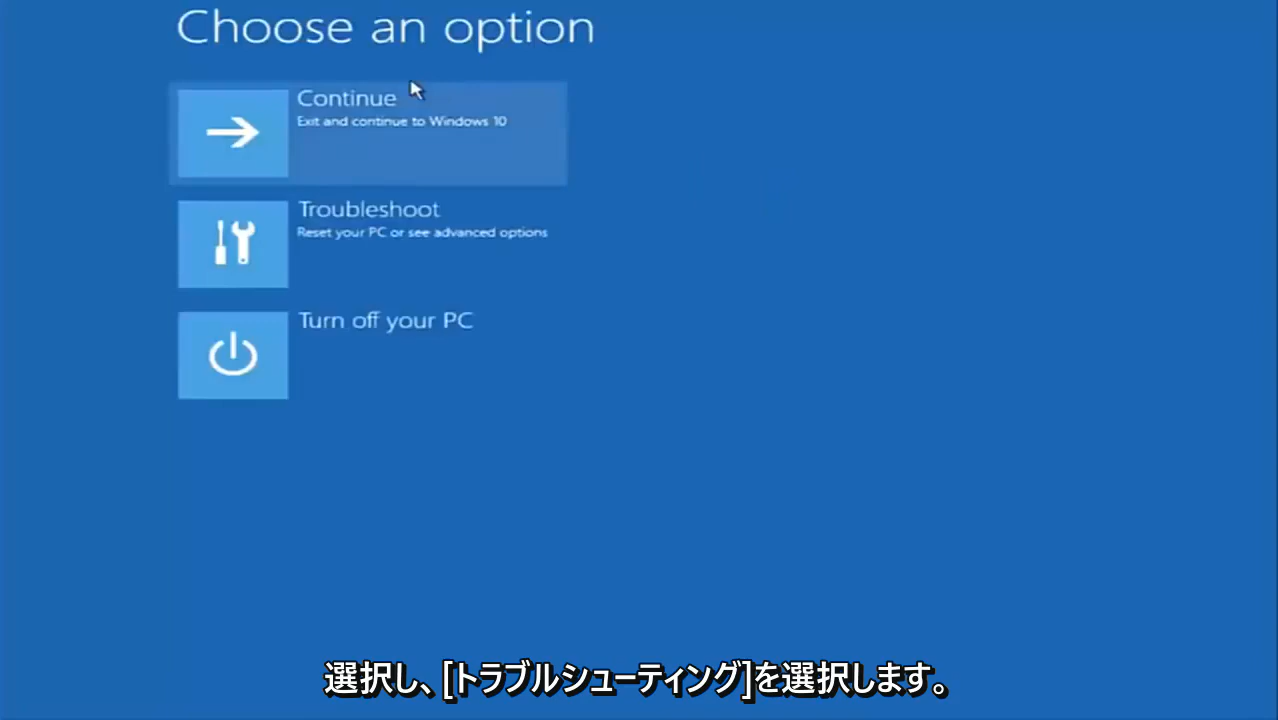 Choose an option
Continue
Exit and continue to Windows 10
Troubleshoot
Reset your PC or see advanced options
Turn off your PC
選択し、[トラブルシューティング]を選択します。